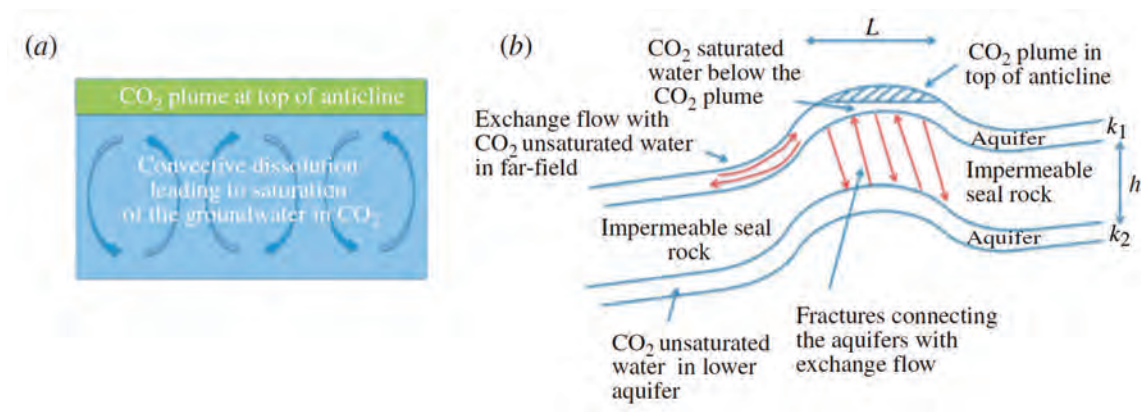 (a)
CO2 plume at top of anticline
Convective dissolution
leading to saturation
of the groundwater in CO2
(b)
L
CO2 saturated
water below the
CO2 plume
CO2 plume in
top of anticline
Exchange flow with
CO2 unsaturated water
in far-field
Aquifer
k1
Impermeable
seal rock
h
Impermeable seal
rock
Aquifer
k2
CO2 unsaturated
water in lower
aquifer
Fractures connecting
the aquifers with
exchange flow